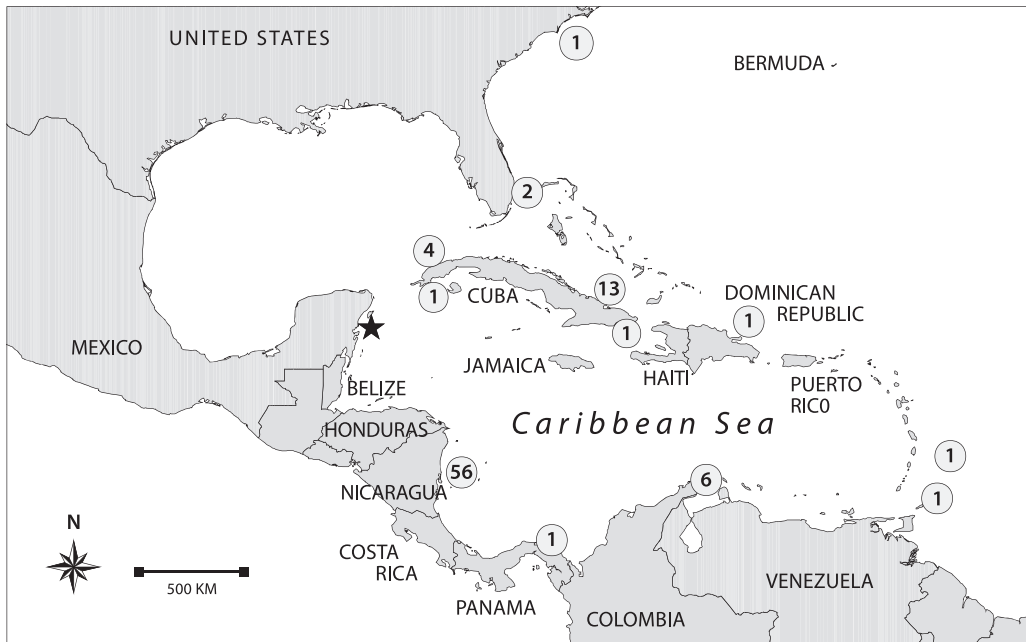 UNITED STATES
1
BERMUDA
2
4
13
1
CUBA
DOMINICAN
REPUBLIC
1
1
MEXICO
JAMAICA
HAITI
BELIZE
PUERTO
RIC0
Caribbean Sea
HONDURAS
1
56
6
NICARAGUA
1
N
1
COSTA
RICA
500 KM
VENEZUELA
PANAMA
COLOMBIA